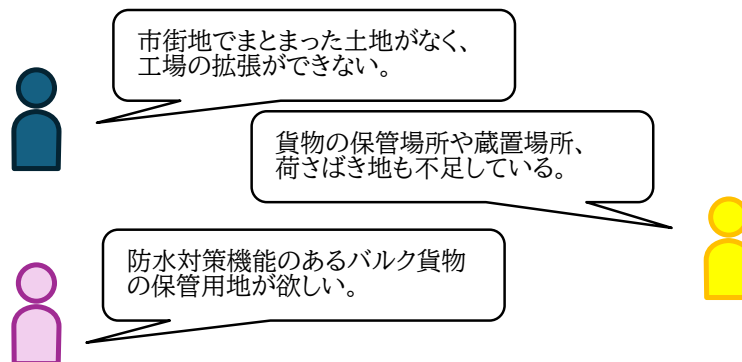 市街地でまとまった土地がなく、
工場の拡張ができない。
貨物の保管場所や蔵置場所、
荷さばき地も不足している。
防水対策機能のあるバルク貨物
の保管用地が欲しい。